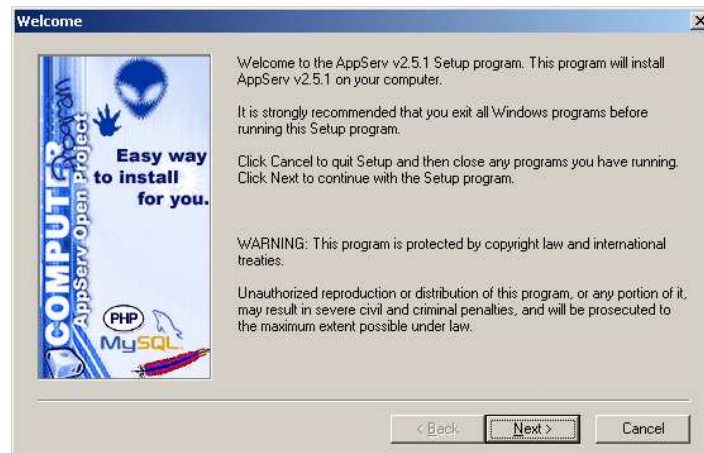 Welcome
Welcome to the AppServ v2.5.1 Setup program. This program will install
AppServ v2.5.1 on your computer.
It is strongly recommended that you exit all Windows programs before
running this Setup program.
Click Cancel to quit Setup and then close any programs you have running.
Click Next to continue with the Setup program.
WARNING: This program is protected by copyright law and international
treaties.
Unauthorized reproduction or distribution of this program, or any portion of it,
may result in severe civil and criminal penalties, and will be prosecuted to
the maximum extent possible under law.
COMPUTER
Program
AppServ Open Project
Easy way
to install
for you.
PHP
MySQL
< Back
Next >
Cancel